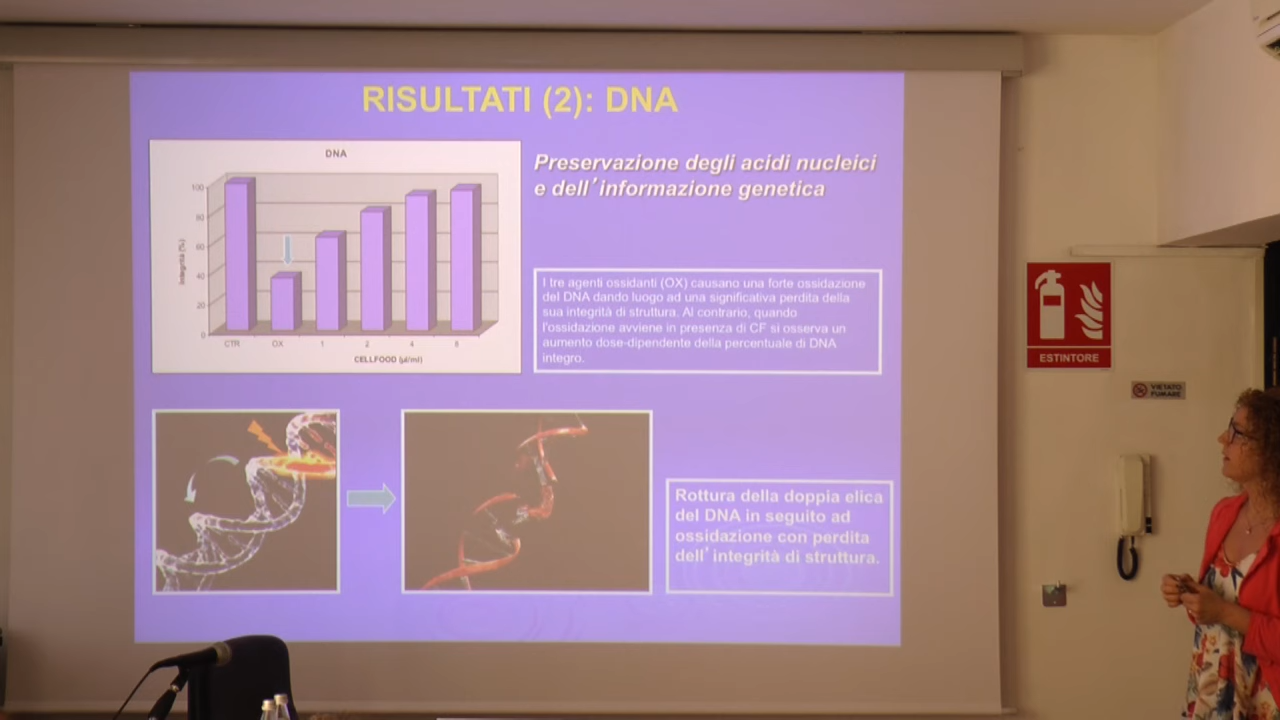 RISULTATI (2): DNA
DNA
Preservazione degli acidi nucleici
e dell'informazione genetica
100
80
60
40
20
0
Integrità (%)
CTR OX 1 2 4 8
CELLFOOD (µl/ml)
I tre agenti ossidanti (OX) causano una forte ossidazione
del DNA dando luogo ad una significativa perdita della
sua integrità di struttura. Al contrario, quando
l'ossidazione avviene in presenza di CF si osserva un
aumento dose-dipendente della percentuale di DNA
integro.
Rottura della doppia elica
del DNA in seguito ad
ossidazione con perdita
dell'integrità di struttura.
ESTINTORE
VIETATO
FUMARE